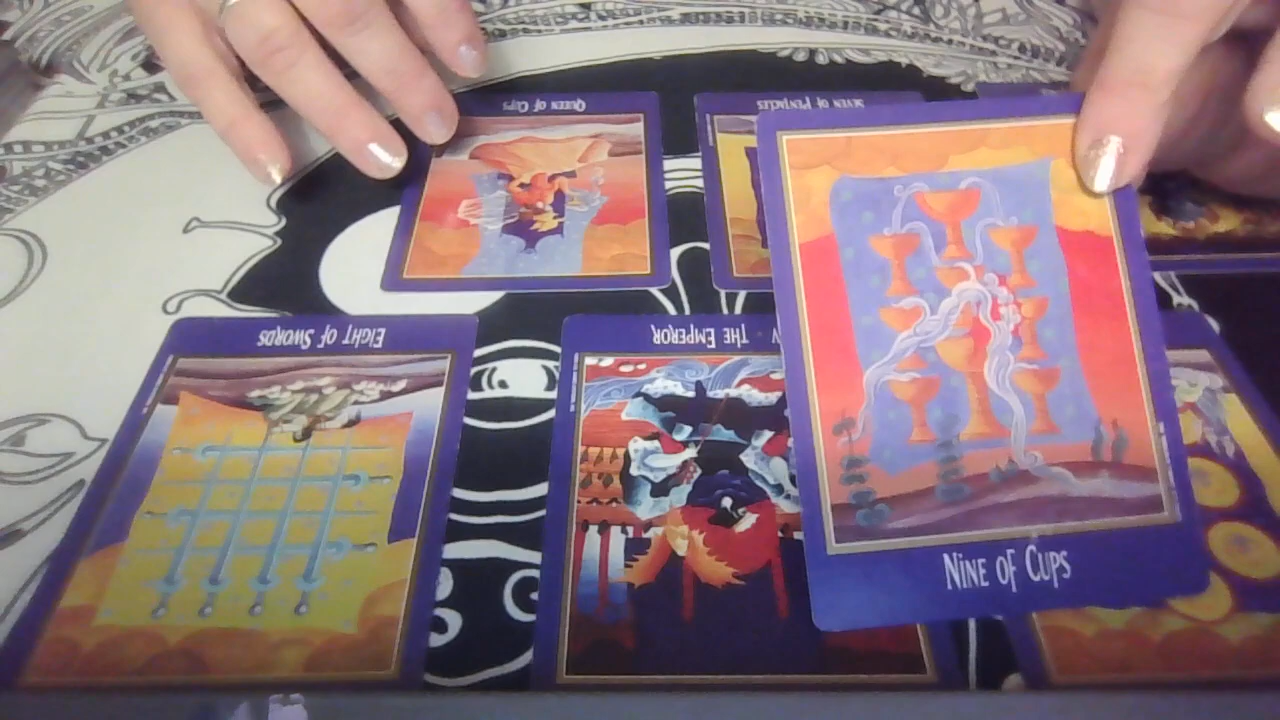 QUEEN OF CUPS
SEVEN OF PENTACLES
EIGHT OF SWORDS
THE EMPEROR
NINE OF CUPS